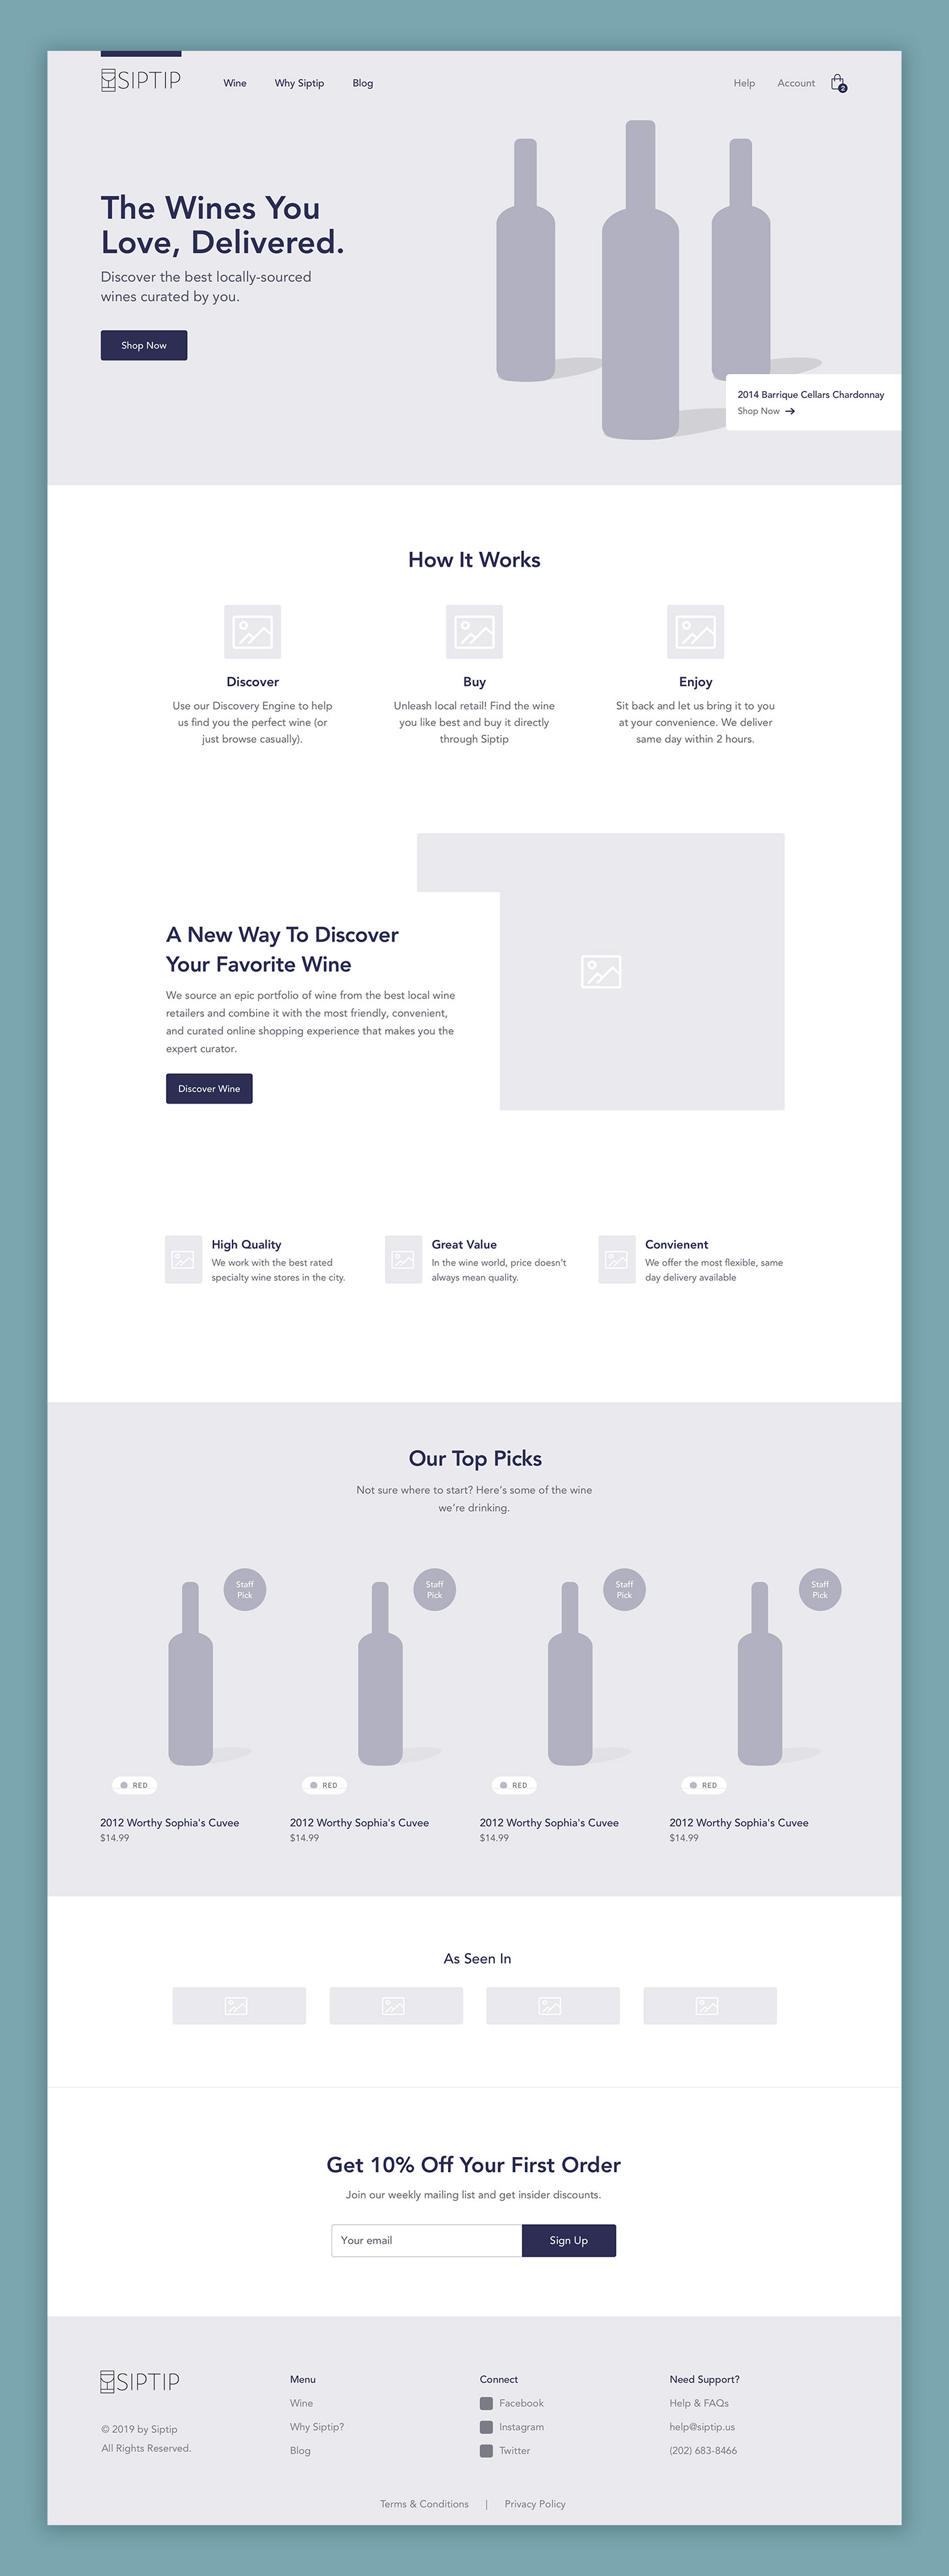 SIPTIP
Wine
Why Siptip
Blog
Help
Account
2
The Wines You
Love, Delivered.
Discover the best locally-sourced
wines curated by you.
Shop Now
2014 Barrique Cellars Chardonnay
Shop Now
How It Works
Discover
Use our Discovery Engine to help
us find you the perfect wine (or
just browse casually).
Buy
Unleash local retail! Find the wine
you like best and buy it directly
through Siptip
Enjoy
Sit back and let us bring it to you
at your convenience. We deliver
same day within 2 hours.
A New Way To Discover
Your Favorite Wine
We source an epic portfolio of wine from the best local wine
retailers and combine it with the most friendly, convenient,
and curated online shopping experience that makes you the
expert curator.
Discover Wine
High Quality
We work with the best rated
specialty wine stores in the city.
Great Value
In the wine world, price doesn't
always mean quality.
Convienent
We offer the most flexible, same
day delivery available
Our Top Picks
Not sure where to start? Here's some of the wine
we're drinking.
Staff
Pick
RED
2012 Worthy Sophia's Cuvee
$14.99
Staff
Pick
RED
2012 Worthy Sophia's Cuvee
$14.99
Staff
Pick
RED
2012 Worthy Sophia's Cuvee
$14.99
Staff
Pick
RED
2012 Worthy Sophia's Cuvee
$14.99
As Seen In
Get 10% Off Your First Order
Join our weekly mailing list and get insider discounts.
Your email
Sign Up
SIPTIP
© 2019 by Siptip
All Rights Reserved.
Menu
Wine
Why Siptip?
Blog
Connect
Facebook
Instagram
Twitter
Need Support?
Help & FAQs
help@siptip.us
(202) 683-8466
Terms & Conditions | Privacy Policy